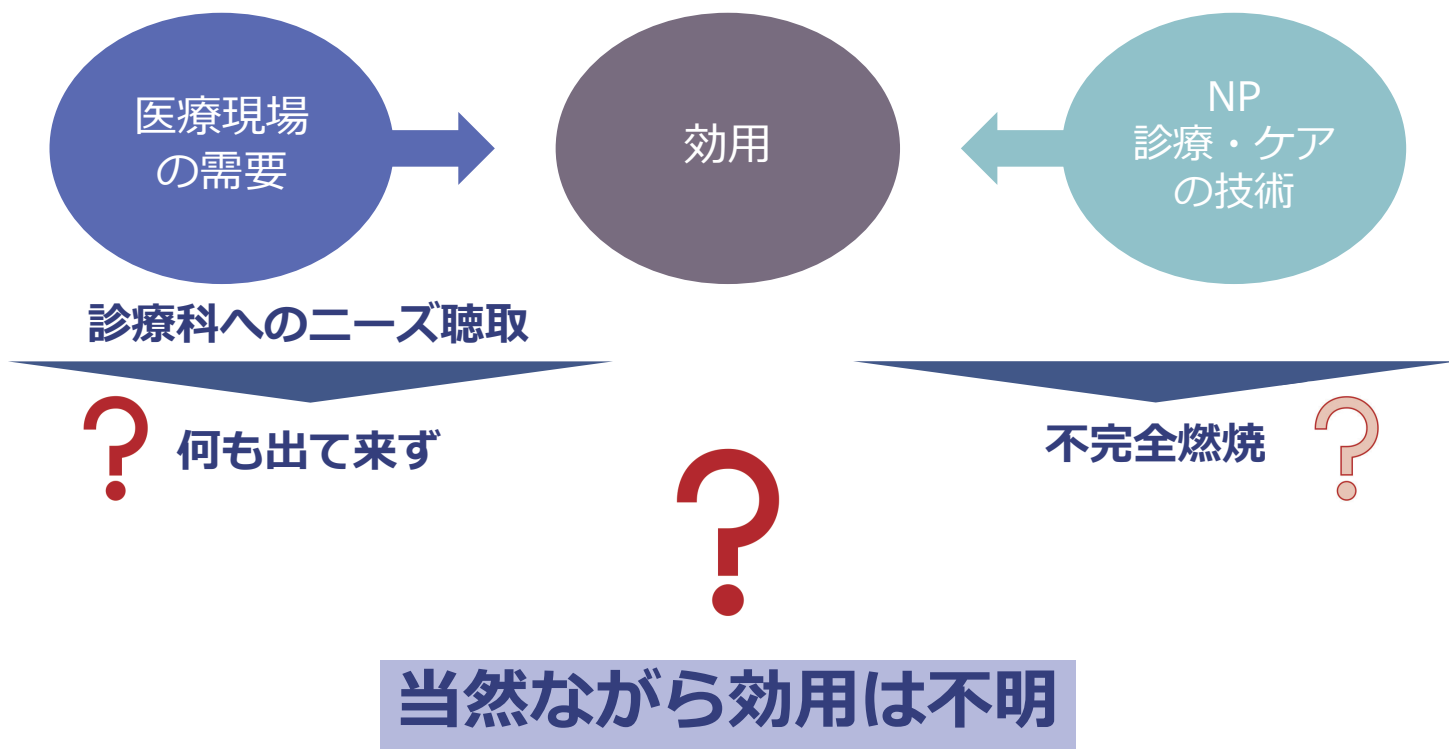 医療現場
の需要
効用
NP
診療・ケア
の技術
診療科へのニーズ聴取
何も出て来ず
不完全燃焼
当然ながら効用は不明